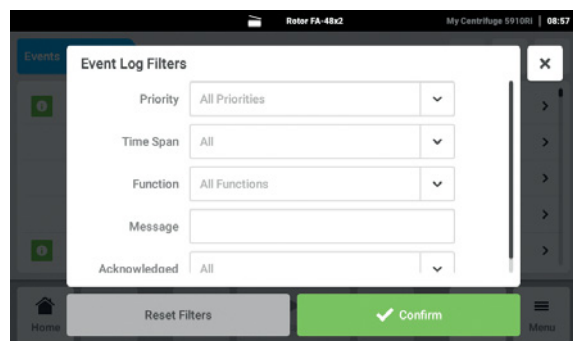 Rotor FA-48x2
My Centrifuge 5910Ri | 08:57
Events
Event Log Filters
Priority All Priorities
Time Span All
Function All Functions
Message
Acknowledged All
Reset Filters
Confirm
Home
Menu